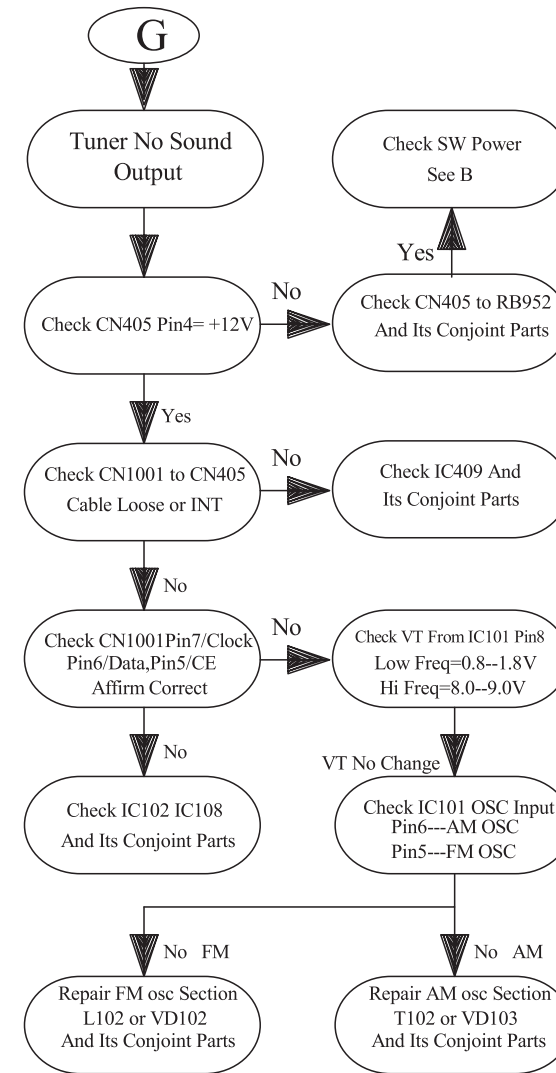 G
Tuner No Sound
Output
Check SW Power
See B
Yes
Check CN405 Pin4= +12V
No
Check CN405 to RB952
And Its Conjoint Parts
Yes
Check CN1001 to CN405
Cable Loose or INT
No
Check IC409 And
Its Conjoint Parts
No
Check CN1001Pin7/Clock
Pin6/Data,Pin5/CE
Affirm Correct
No
Check VT From IC101 Pin8
Low Freq=0.8--1.8V
Hi Freq=8.0--9.0V
No
VT No Change
Check IC102 IC108
And Its Conjoint Parts
Check IC101 OSC Input
Pin6---AM OSC
Pin5---FM OSC
No FM
No AM
Repair FM osc Section
L102 or VD102
And Its Conjoint Parts
Repair AM osc Section
T102 or VD103
And Its Conjoint Parts